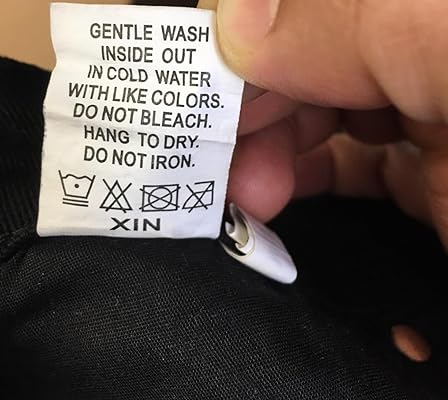 GENTLE WASH
INSIDE OUT
IN COLD WATER
WITH LIKE COLORS.
DO NOT BLEACH.
HANG TO DRY.
DO NOT IRON.
XIN